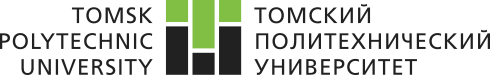 TOMSK
POLYTECHNIC
UNIVERSITY
ТОМСКИЙ
ПОЛИТЕХНИЧЕСКИЙ
УНИВЕРСИТЕТ